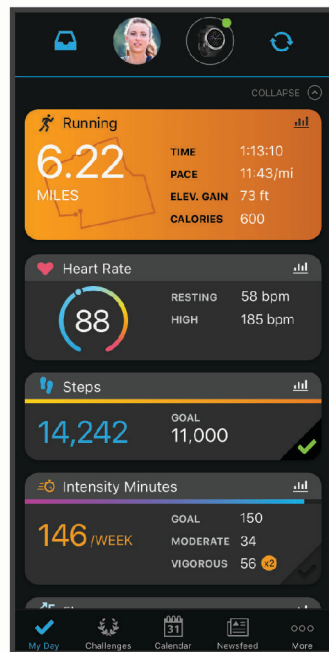 COLLAPSE
Running
6.22
MILES
TIME 1:13:10
PACE 11:43/mi
ELEV. GAIN 73 ft
CALORIES 600
Heart Rate
88
RESTING 58 bpm
HIGH 185 bpm
Steps
14,242
GOAL
11,000
Intensity Minutes
146 /WEEK
GOAL 150
MODERATE 34
VIGOROUS 56 x2
31
My Day Challenges Calendar Newsfeed More